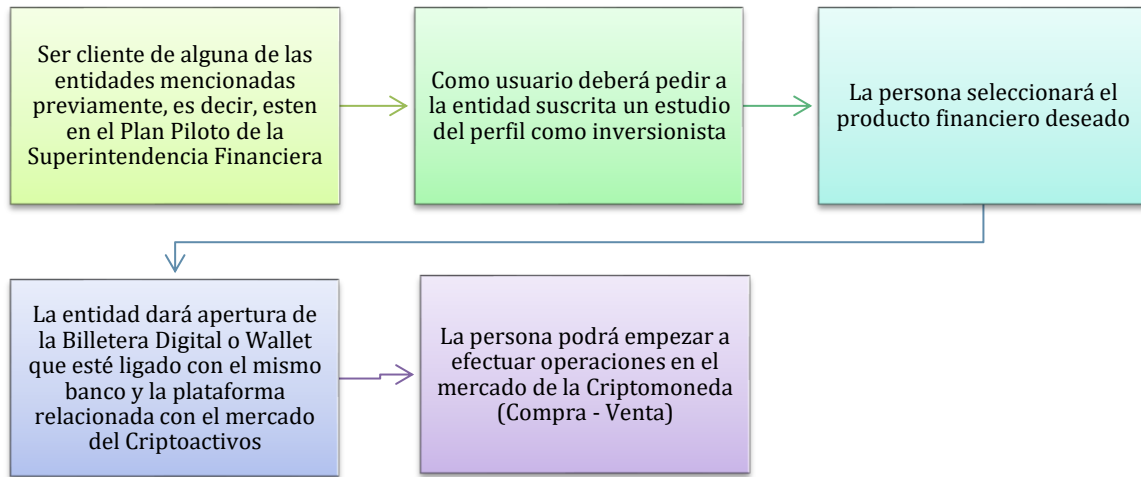 Ser cliente de alguna de las
entidades mencionadas
previamente, es decir, esten
en el Plan Piloto de la
Superintendencia Financiera
Como usuario deberá pedir a
la entidad suscrita un estudio
del perfil como inversionista
La persona seleccionará el
producto financiero deseado
La entidad dará apertura de
la Billetera Digital o Wallet
que esté ligado con el mismo
banco y la plataforma
relacionada con el mercado
del Criptoactivos
La persona podrá empezar a
efectuar operaciones en el
mercado de la Criptomoneda
(Compra - Venta)